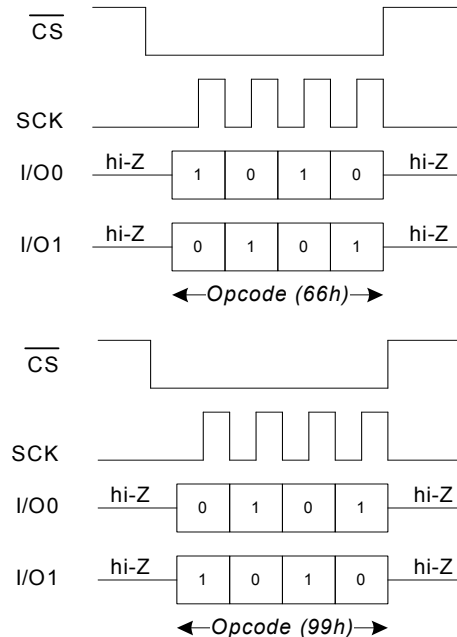 CS
SCK
hi-Z hi-Z
I/O0 1 0 1 0
hi-Z hi-Z
I/O1 0 1 0 1
Opcode (66h)
CS
SCK
hi-Z hi-Z
I/O0 0 1 0 1
hi-Z hi-Z
I/O1 1 0 1 0
Opcode (99h)